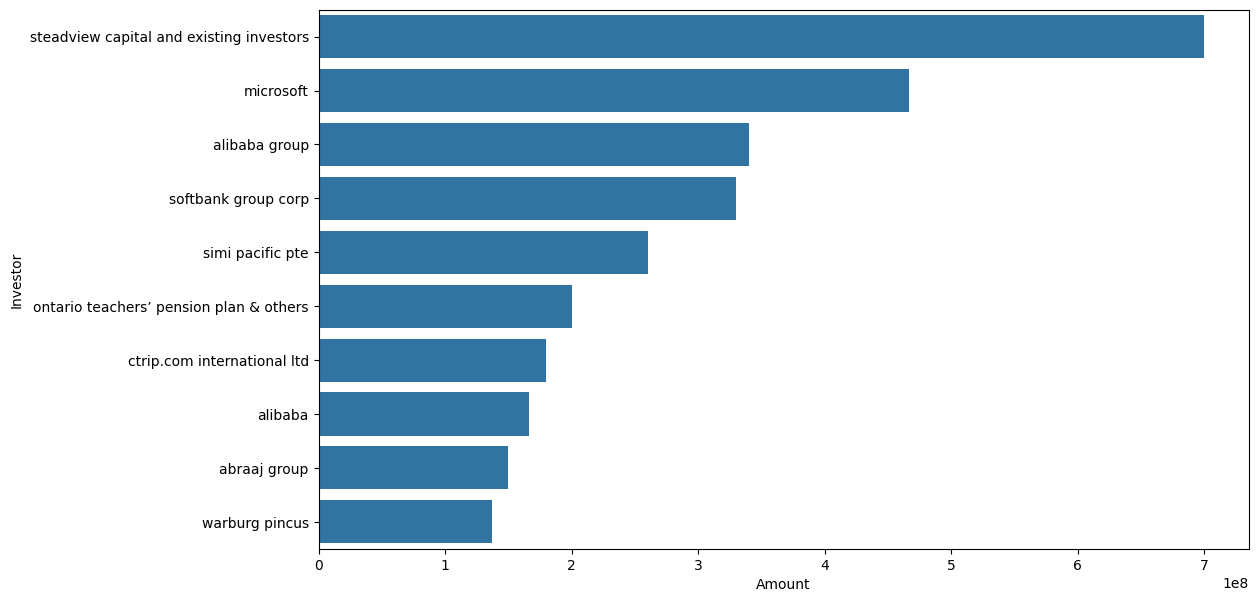 steadview capital and existing investors
microsoft
alibaba group
softbank group corp
simi pacific pte
ontario teachers’ pension plan & others
ctrip.com international ltd
alibaba
abraaj group
warburg pincus
Investor
0 1 2 3 4 5 6 7
1e8
Amount